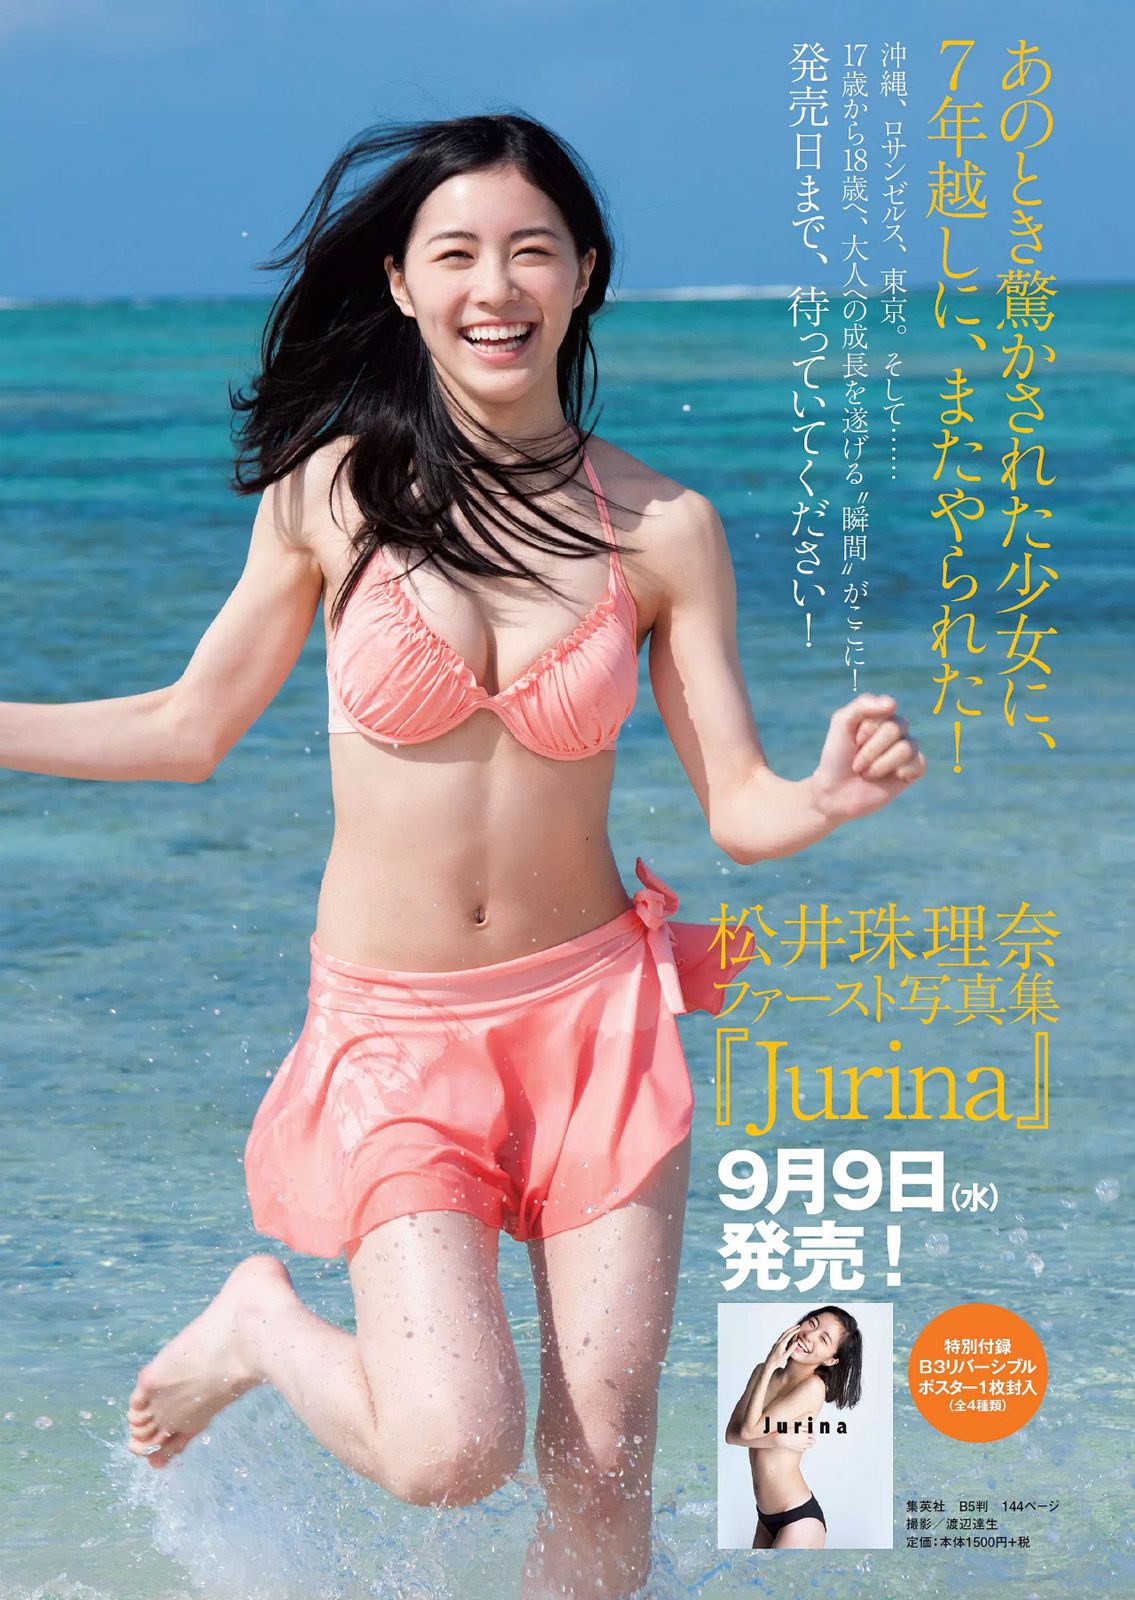 あのとき驚かされた少女に、
7年越しに、またやられた!
沖縄、ロサンゼルス、東京。そして……
17歳から18歳へ、大人への成長を遂げる〝瞬間〟がここに!
発売日まで、待っていてください!
松井珠理奈
ファースト写真集
『Jurina』
9月9日(水)
発売!
Jurina
特別付録
B3リバーシブル
ポスター1枚封入
(全4種類)
集英社 B5判 144ページ
撮影/渡辺達生
定価:本体1500円+税